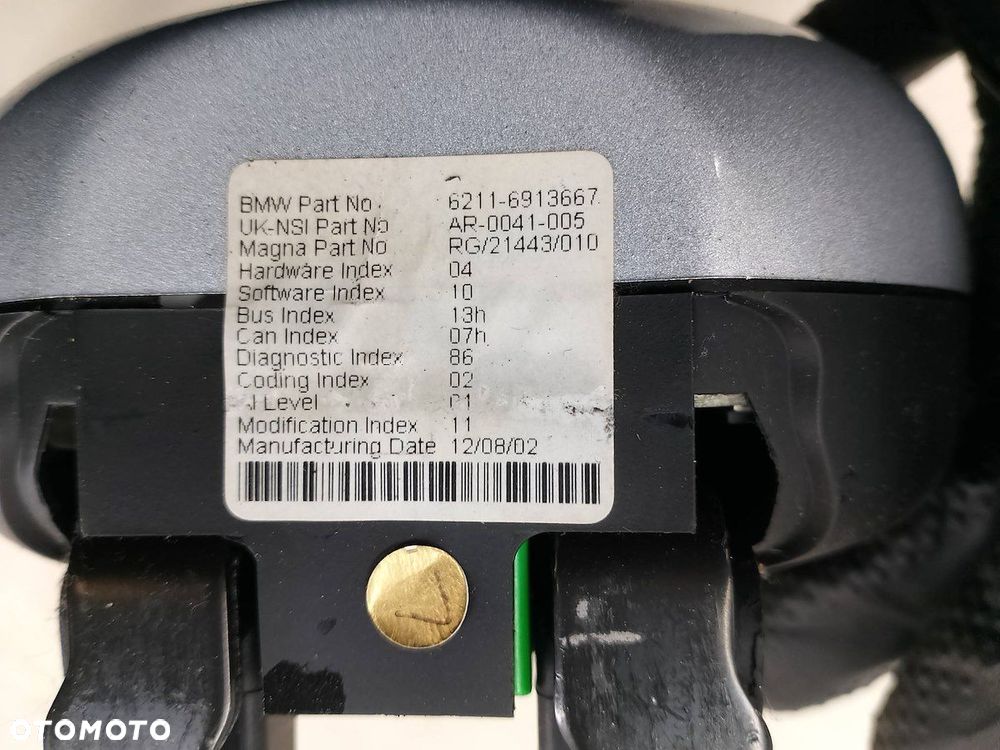 BMW Part No. 6211-6913667
UK-NSI Part No AR-0041-005
Magna Part No RG/21443/010
Hardware Index 04
Software Index 10
Bus Index 13h
Can Index 07h
Diagnostic Index 86
Coding Index 02
Level 01
Modification Index 11
Manufacturing Date 12/08/02
OTOMOTO